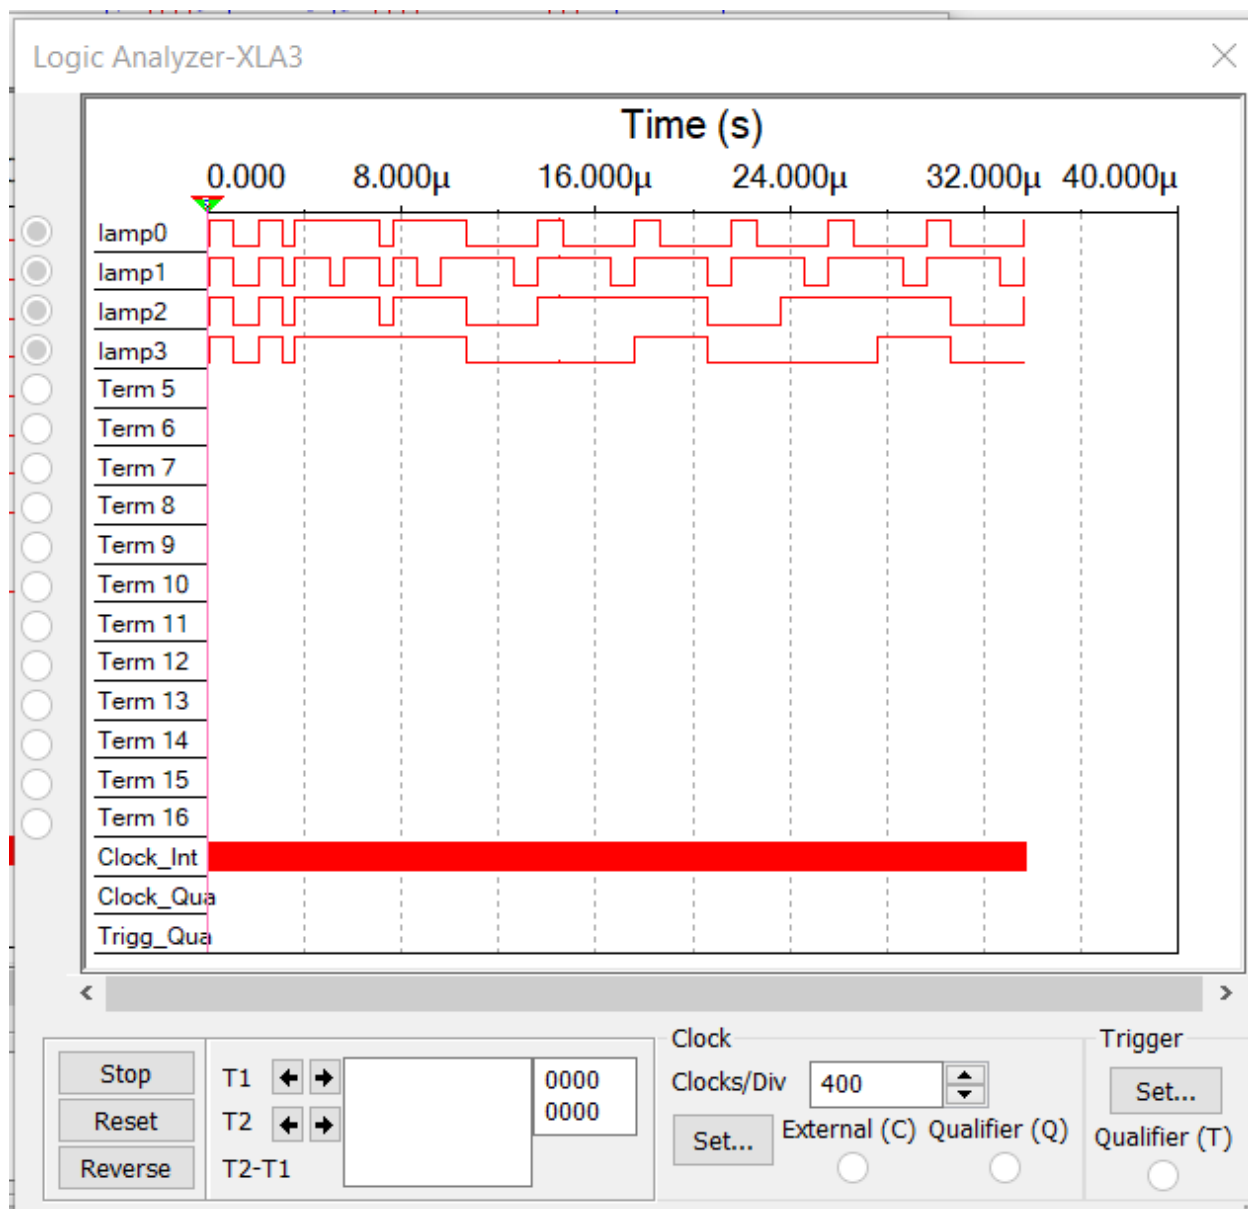 Logic Analyzer-XLA3
Time (s)
0.000 8.000µ 16.000µ 24.000µ 32.000µ 40.000µ
lamp0
lamp1
lamp2
lamp3
Term 5
Term 6
Term 7
Term 8
Term 9
Term 10
Term 11
Term 12
Term 13
Term 14
Term 15
Term 16
Clock_Int
Clock_Qua
Trigg_Qua
Stop
Reset
Reverse
T1
T2
T2-T1
0000
0000
Clock
Clocks/Div 400
Set...
External (C) Qualifier (Q)
Trigger
Set...
Qualifier (T)